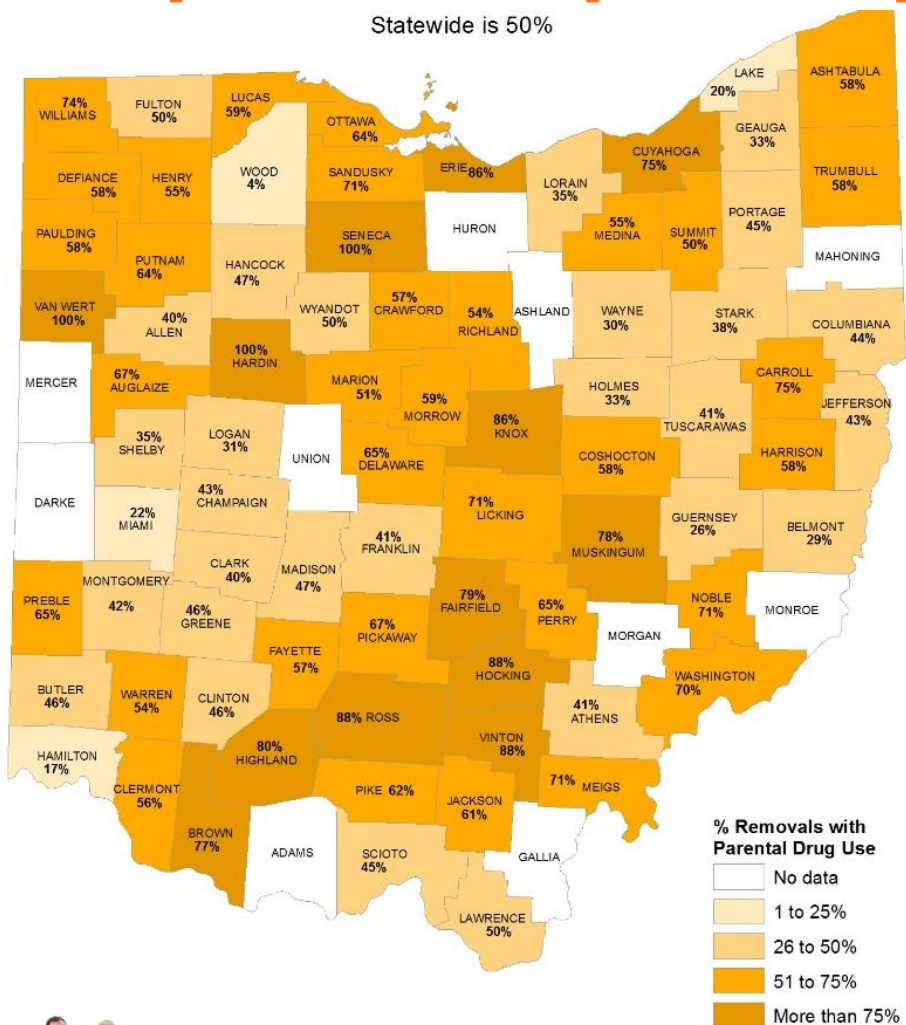 Statewide is 50%
LAKE
20%
ASHTABULA
58%
74%
WILLIAMS
FULTON
50%
LUCAS
59%
OTTAWA
64%
GEAUGA
33%
CUYAHOGA
75%
WOOD
4%
ERIE 86%
DEFIANCE
58%
HENRY
55%
SANDUSKY
71%
LORAIN
35%
TRUMBULL
58%
PORTAGE
45%
55%
MEDINA
SUMMIT
50%
PAULDING
58%
SENECA
100%
HURON
PUTNAM
64%
HANCOCK
47%
MAHONING
VAN WERT
100%
40%
ALLEN
WYANDOT
50%
57%
CRAWFORD
54%
RICHLAND
ASHLAND
WAYNE
30%
STARK
38%
COLUMBIANA
44%
100%
HARDIN
MERCER
67%
AUGLAIZE
MARION
51%
59%
MORROW
HOLMES
33%
CARROLL
75%
JEFFERSON
43%
86%
KNOX
41%
TUSCARAWAS
35%
SHELBY
LOGAN
31%
UNION
65%
DELAWARE
COSHOCTON
58%
HARRISON
58%
DARKE
43%
CHAMPAIGN
71%
LICKING
22%
MIAMI
41%
FRANKLIN
78%
MUSKINGUM
GUERNSEY
26%
BELMONT
29%
CLARK
40%
MADISON
47%
MONTGOMERY
42%
PREBLE
65%
46%
GREENE
79%
FAIRFIELD
65%
PERRY
NOBLE
71%
MONROE
67%
PICKAWAY
MORGAN
FAYETTE
57%
88%
HOCKING
WASHINGTON
70%
BUTLER
46%
WARREN
54%
CLINTON
46%
88% ROSS
41%
ATHENS
HAMILTON
17%
80%
HIGHLAND
VINTON
88%
CLERMONT
56%
PIKE 62%
JACKSON
61%
71% MEIGS
BROWN
77%
ADAMS
SCIOTO
45%
GALLIA
LAWRENCE
50%
% Removals with
Parental Drug Use
No data
1 to 25%
26 to 50%
51 to 75%
More than 75%